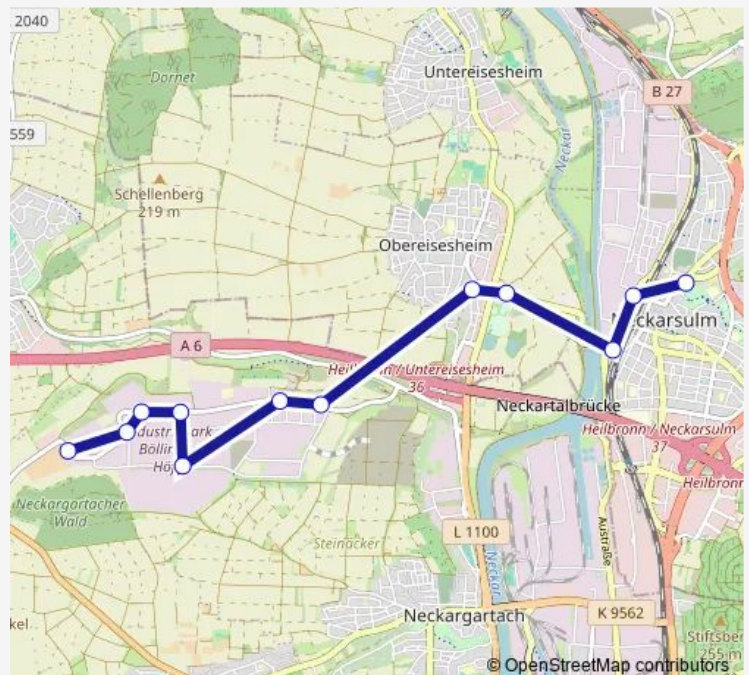 2040
Dornet
Untereisesheim
B 27
559
Neckar
Schellenberg
219 m
Obereisesheim
Neckarsulm
A 6
Heilbronn / Untereisesheim
36
Neckartalbrücke
Heilbronn / Neckarsulm
37
Heilbronn
Neckargartacher
Wald
L 1100
Steinäcker
Neckar
Austraße
Neckargartach
K 9562
kel
Stiftsber
255 m
© OpenStreetMap contributors